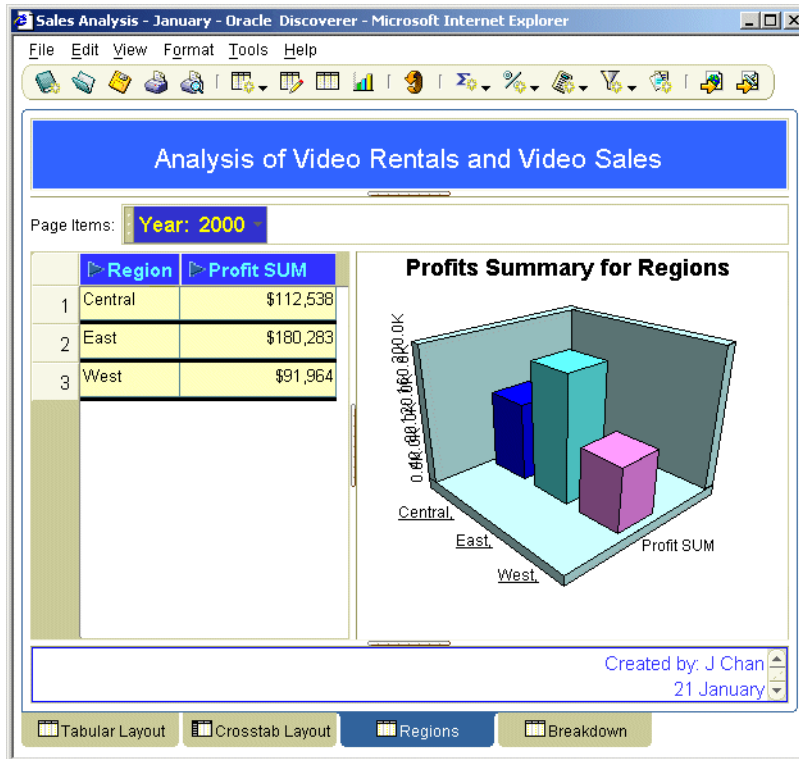 Sales Analysis - January - Oracle Discoverer - Microsoft Internet Explorer
File Edit View Format Tools Help
Analysis of Video Rentals and Video Sales
Page Items: Year: 2000
Region Profit SUM
1 Central $112,538
2 East $180,283
3 West $91,964
Profits Summary for Regions
Central,
East,
West,
Profit SUM
Created by: J Chan
21 January
Tabular Layout Crosstab Layout Regions Breakdown